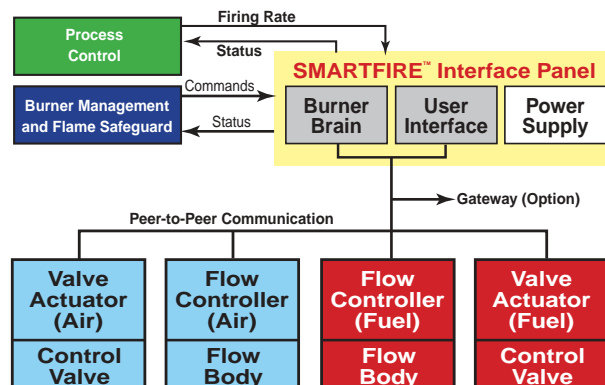 Firing Rate
Process
Control
Status
SMARTFIRE™ Interface Panel
Commands
Burner Management
and Flame Safeguard
Status
Burner
Brain
User
Interface
Power
Supply
Gateway (Option)
Peer-to-Peer Communication
Valve
Actuator
(Air)
Control
Valve
Flow
Controller
(Air)
Flow
Body
Flow
Controller
(Fuel)
Flow
Body
Valve
Actuator
(Fuel)
Control
Valve